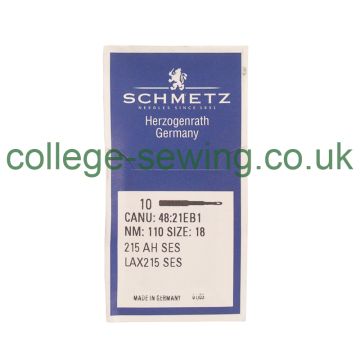 SCHMETZ
NEEDLES SINCE 1851
Herzogenrath
Germany
college-sewing.co.uk
10
CANU: 48:21EB1
NM: 110 SIZE: 18
215 AH SES
LAX215 SES
MADE IN GERMANY